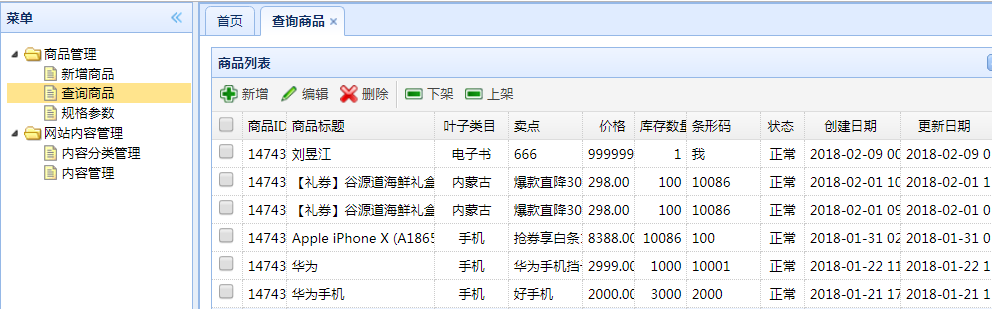 菜单
商品管理
新增商品
查询商品
规格参数
网站内容管理
内容分类管理
内容管理
首页 查询商品
商品列表
新增 编辑 删除 下架 上架
商品ID 商品标题 叶子类目 卖点 价格 库存数量 条形码 状态 创建日期 更新日期
14743 刘昱江 电子书 666 999999 1 我 正常 2018-02-09 00 2018-02-09 0
14743 【礼券】谷源道海鲜礼盒 内蒙古 爆款直降30 298.00 100 10086 正常 2018-02-01 10 2018-02-01 1
14743 【礼券】谷源道海鲜礼盒 内蒙古 爆款直降30 298.00 100 10086 正常 2018-02-01 09 2018-02-01 0
14743 Apple iPhone X (A1865 手机 抢券享白条1 8388.00 10086 100 正常 2018-01-31 02 2018-01-31 0
14743 华为 手机 华为手机挡 2999.00 1000 10001 正常 2018-01-22 11 2018-01-22 1
14743 华为手机 手机 好手机 2000.00 3000 2000 正常 2018-01-21 17 2018-01-21 1